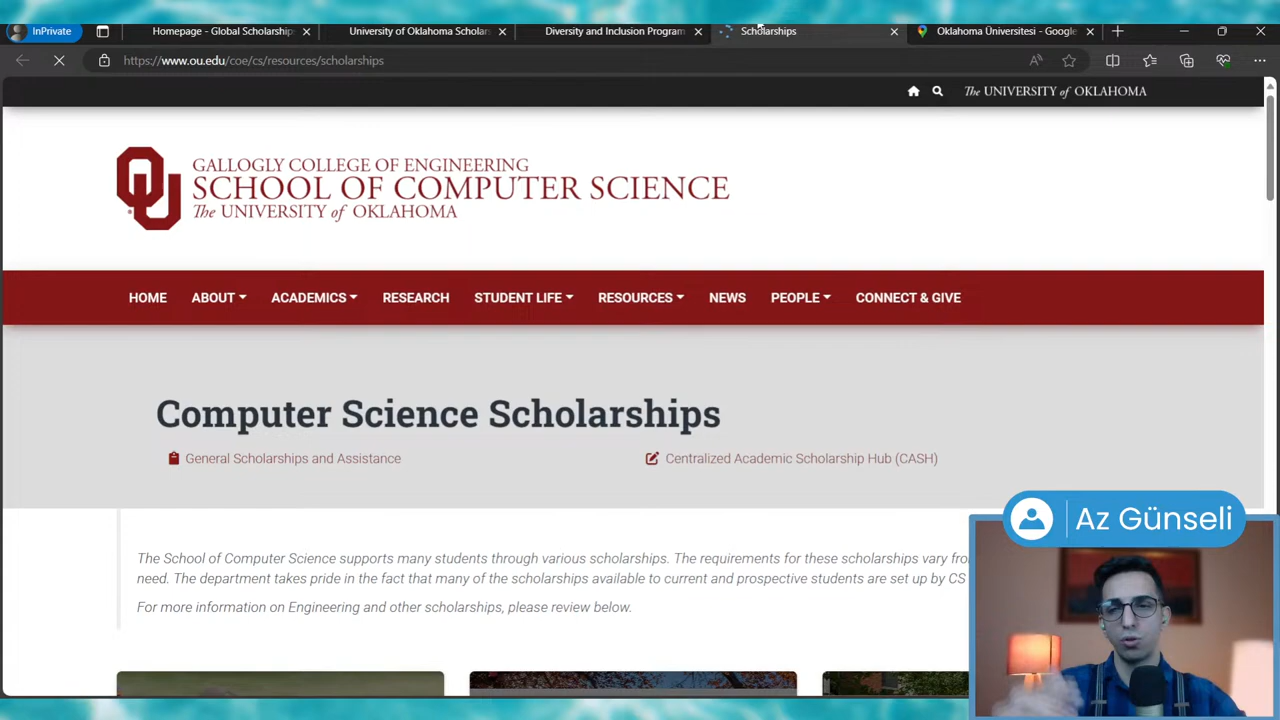 InPrivate
Homepage - Global Scholarship
University of Oklahoma Scholar
Diversity and Inclusion Program
Scholarships
Oklahoma Üniversitesi - Google
https://www.ou.edu/coe/cs/resources/scholarships
The UNIVERSITY of OKLAHOMA
GALLOGLY COLLEGE OF ENGINEERING
SCHOOL OF COMPUTER SCIENCE
The UNIVERSITY of OKLAHOMA
HOME ABOUT ACADEMICS RESEARCH STUDENT LIFE RESOURCES NEWS PEOPLE CONNECT & GIVE
Computer Science Scholarships
General Scholarships and Assistance
Centralized Academic Scholarship Hub (CASH)
The School of Computer Science supports many students through various scholarships. The requirements for these scholarships vary fro
need. The department takes pride in the fact that many of the scholarships available to current and prospective students are set up by CS
For more information on Engineering and other scholarships, please review below.
Az Günseli